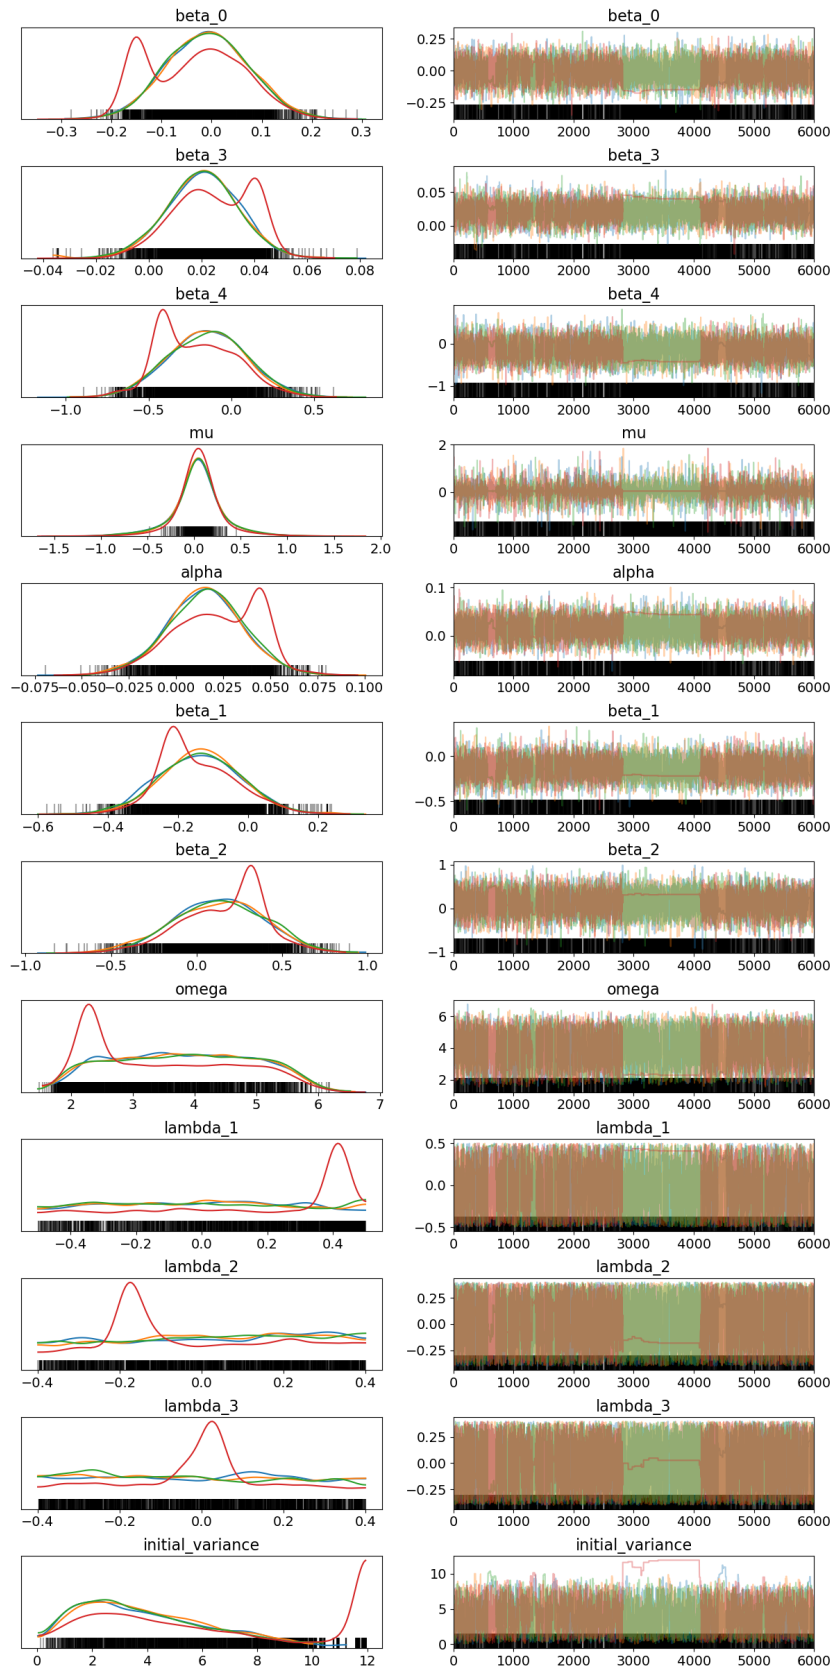 beta_0 beta_0
0.25
0.00
−0.25
−0.3 −0.2 −0.1 0.0 0.1 0.2 0.3 0 1000 2000 3000 4000 5000 6000
beta_3 beta_3
0.05
0.00
−0.04 −0.02 0.00 0.02 0.04 0.06 0.08 0 1000 2000 3000 4000 5000 6000
beta_4 beta_4
0
−1
−1.0 −0.5 0.0 0.5 0 1000 2000 3000 4000 5000 6000
mu mu
2
0
−1.5 −1.0 −0.5 0.0 0.5 1.0 1.5 2.0 0 1000 2000 3000 4000 5000 6000
alpha alpha
0.1
0.0
−0.075 −0.050 −0.025 0.000 0.025 0.050 0.075 0.100 0 1000 2000 3000 4000 5000 6000
beta_1 beta_1
0.0
−0.5
−0.6 −0.4 −0.2 0.0 0.2 0 1000 2000 3000 4000 5000 6000
beta_2 beta_2
1
0
−1
−1.0 −0.5 0.0 0.5 1.0 0 1000 2000 3000 4000 5000 6000
omega omega
6
4
2
2 3 4 5 6 7 0 1000 2000 3000 4000 5000 6000
lambda_1 lambda_1
0.5
0.0
−0.5
−0.4 −0.2 0.0 0.2 0.4 0 1000 2000 3000 4000 5000 6000
lambda_2 lambda_2
0.25
0.00
−0.25
−0.4 −0.2 0.0 0.2 0.4 0 1000 2000 3000 4000 5000 6000
lambda_3 lambda_3
0.25
0.00
−0.25
−0.4 −0.2 0.0 0.2 0.4 0 1000 2000 3000 4000 5000 6000
initial_variance initial_variance
10
5
0
0 2 4 6 8 10 12 0 1000 2000 3000 4000 5000 6000